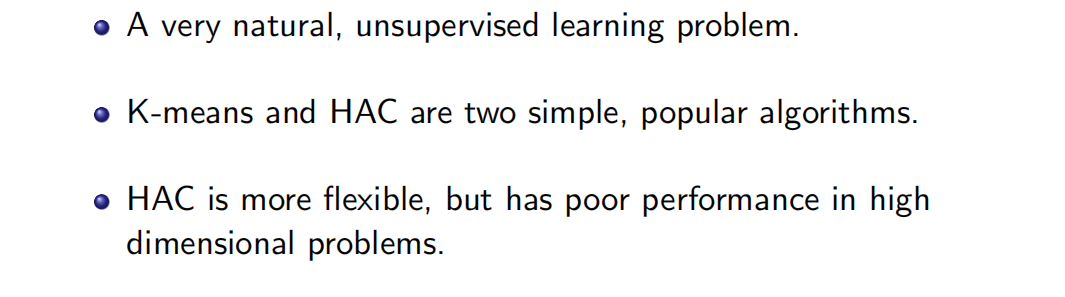 A very natural, unsupervised learning problem.
K-means and HAC are two simple, popular algorithms.
HAC is more flexible, but has poor performance in high
dimensional problems.